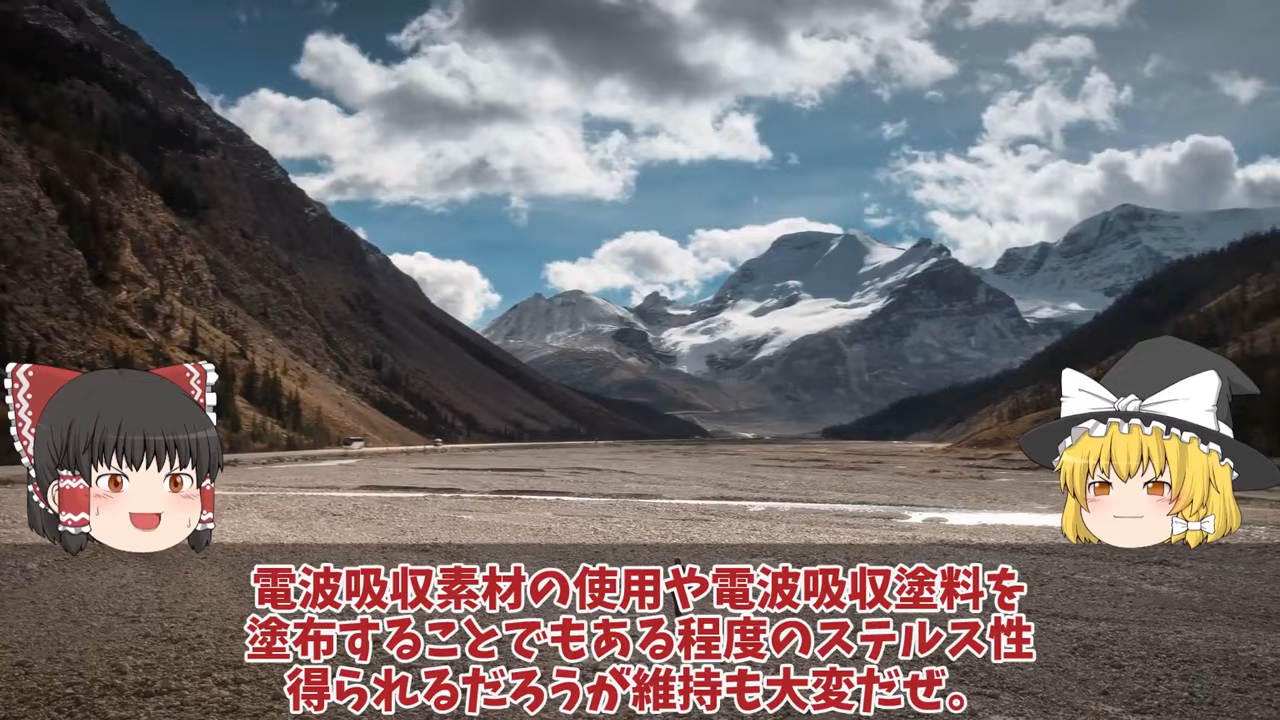 電波吸収素材の使用や電波吸収塗料を
塗布することでもある程度のステルス性
得られるだろうが維持も大変だぜ。